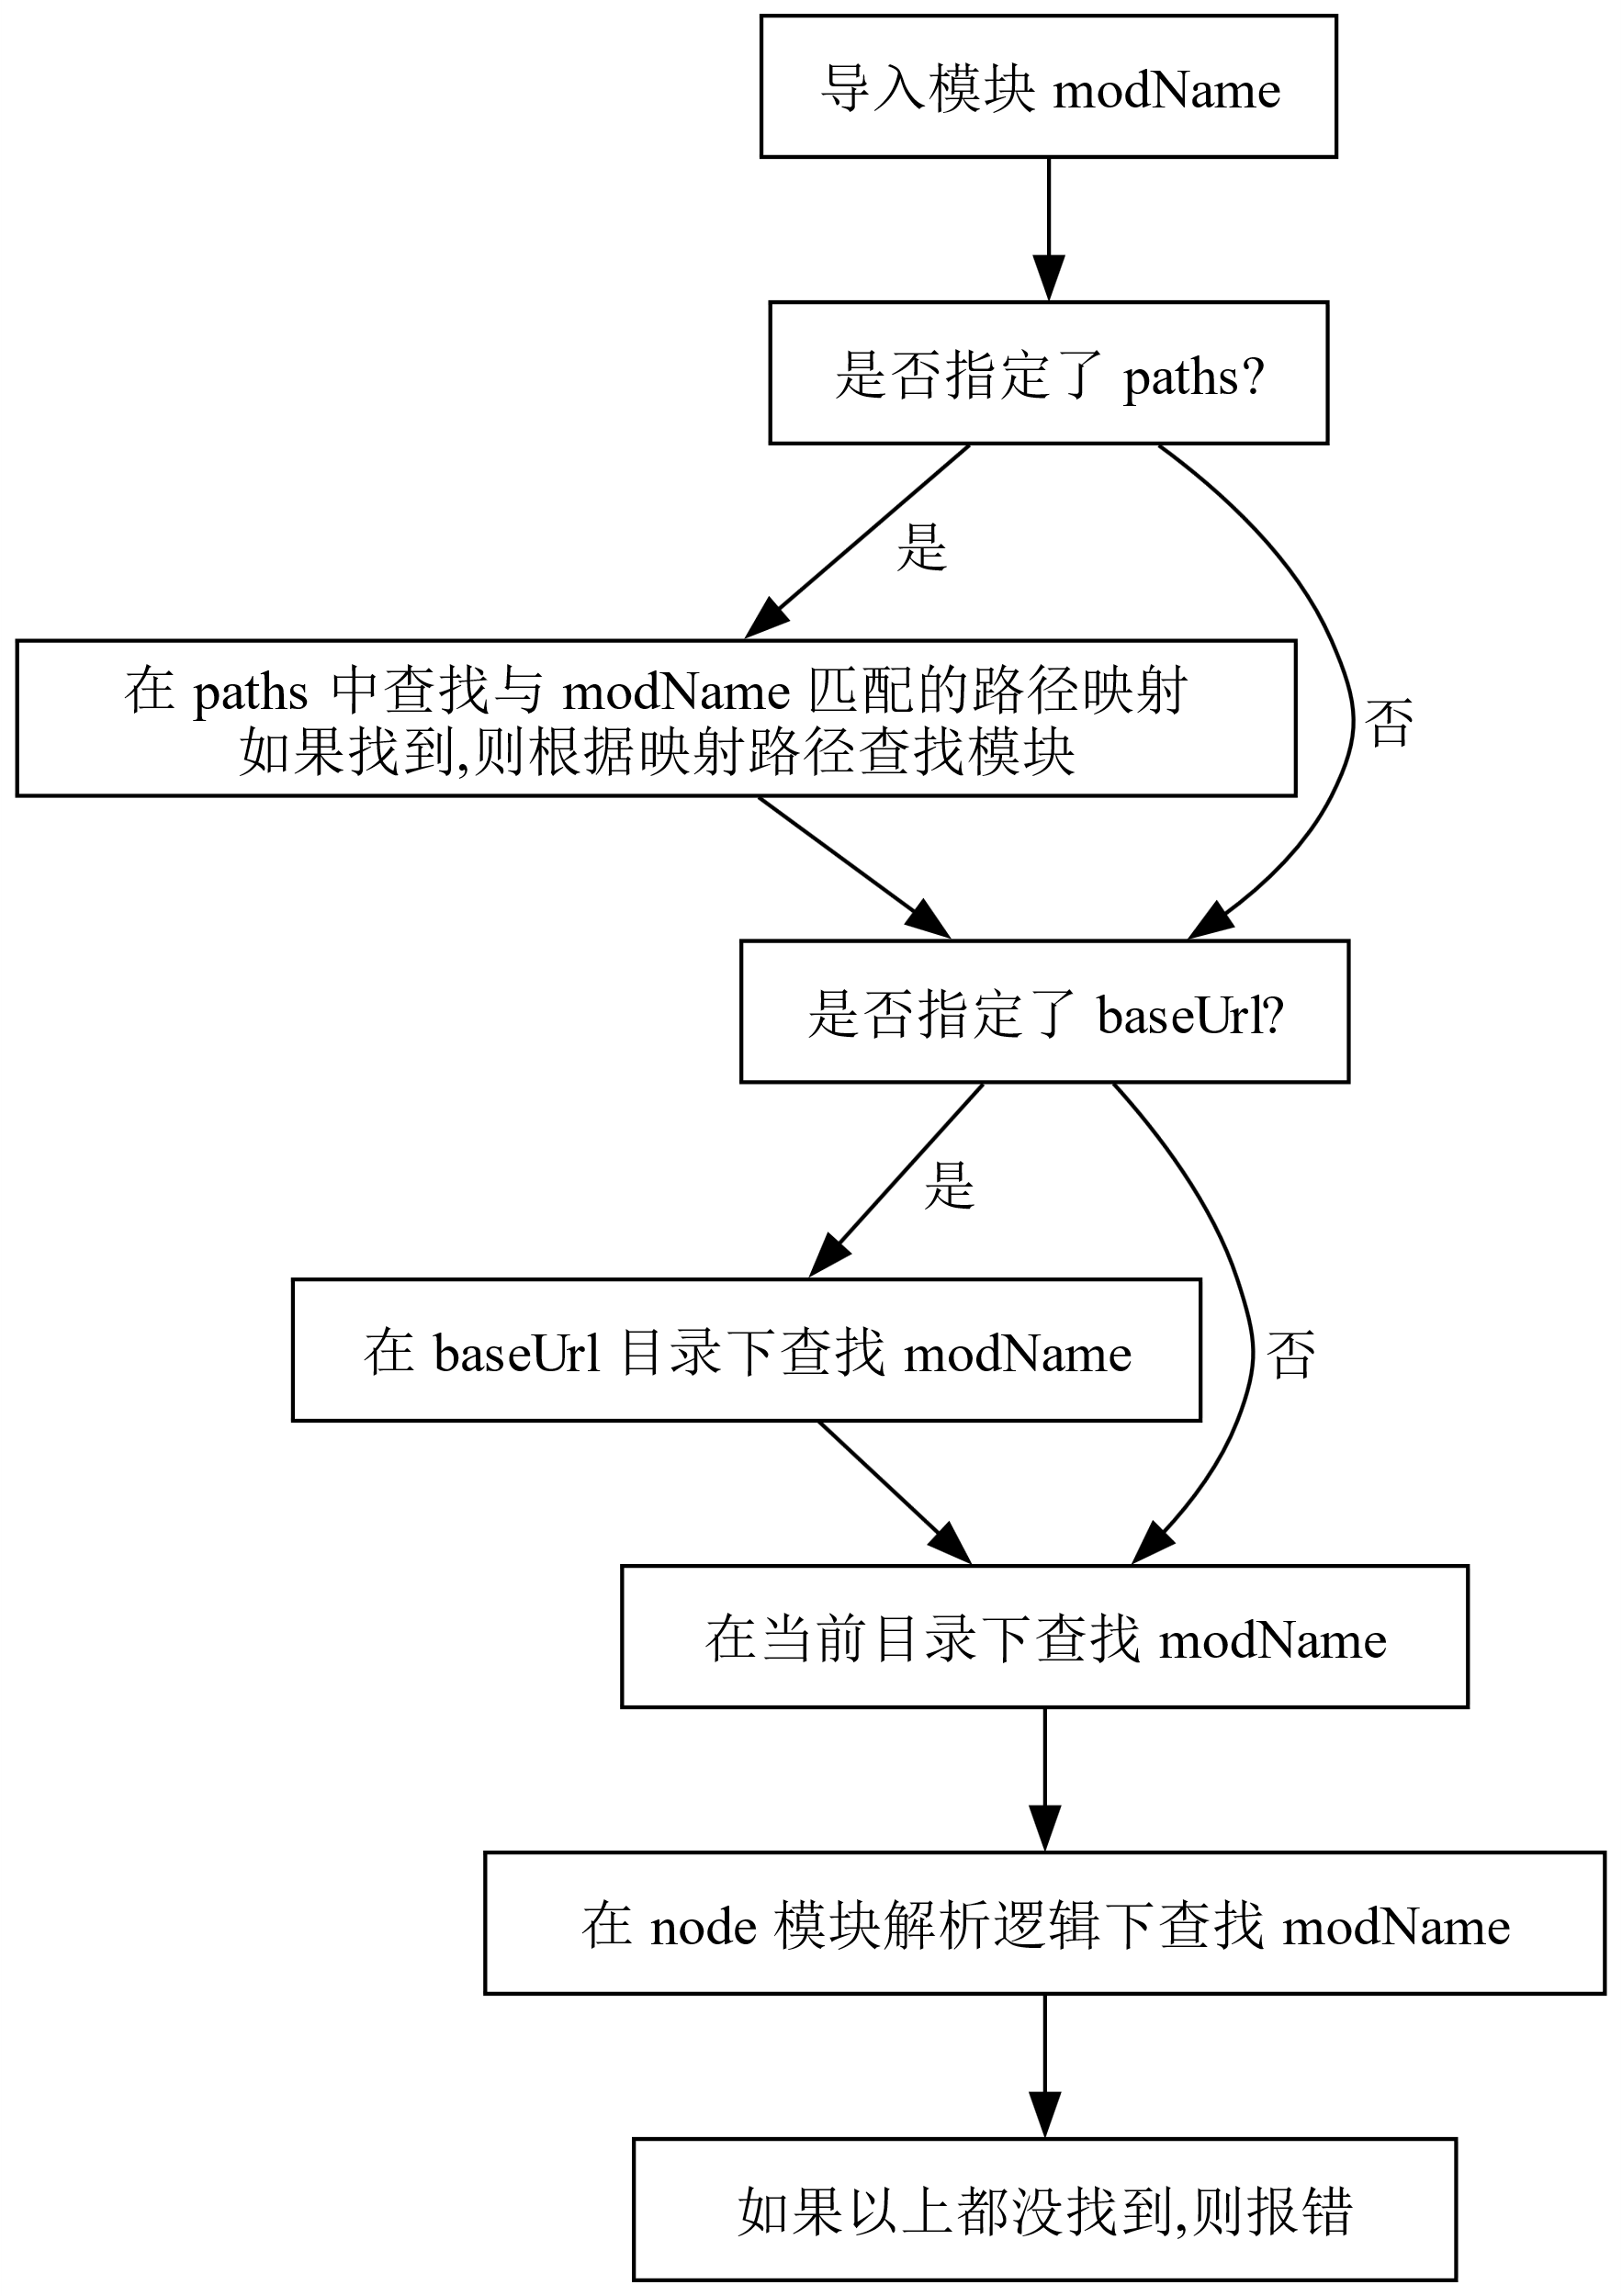 导入模块 modName
是否指定了 paths?
是
在 paths 中查找与 modName 匹配的路径映射
如果找到,则根据映射路径查找模块
否
是否指定了 baseUrl?
是
在 baseUrl 目录下查找 modName
否
在当前目录下查找 modName
在 node 模块解析逻辑下查找 modName
如果以上都没找到,则报错